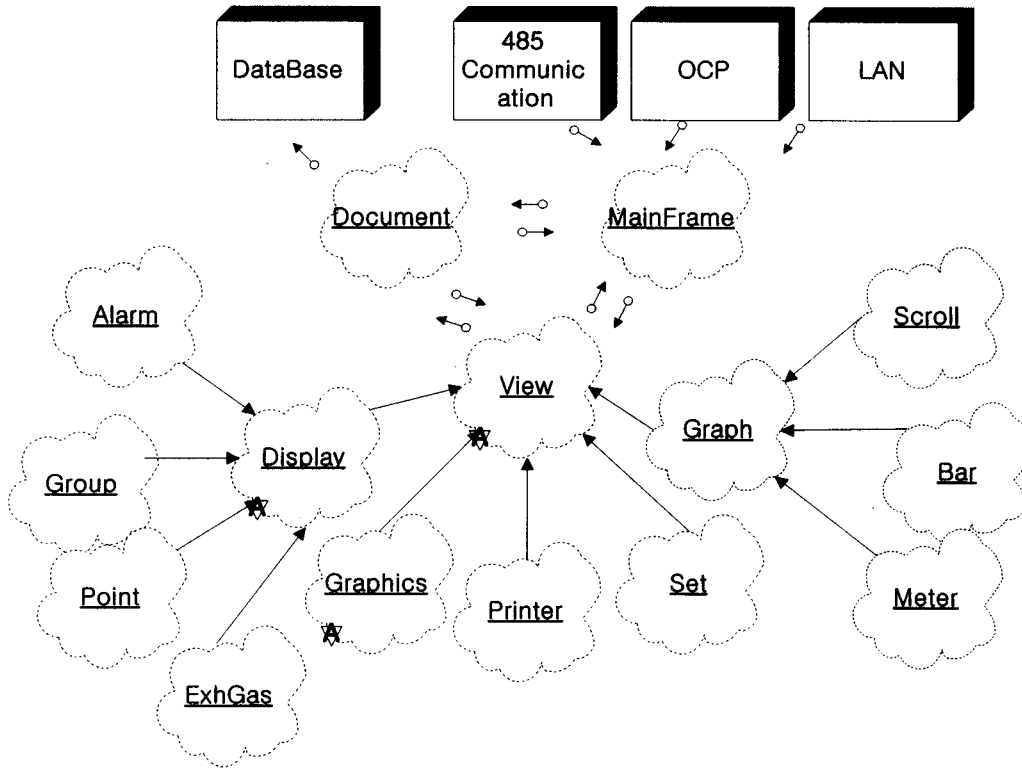 DataBase
485
Communic
ation
OCP
LAN
Document
MainFrame
Alarm
Scroll
View
Graph
Display
Bar
Group
A
A
Point
Graphics
Set
Meter
Printer
A
ExhGas